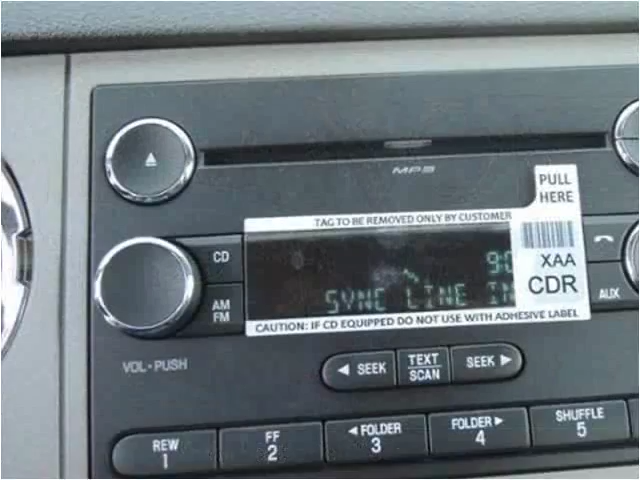 MP3
PULL
HERE
TAG TO BE REMOVED ONLY BY CUSTOMER
CD
90
XAA
CDR
AM
FM
SYNC LINE IN
AUX
CAUTION: IF CD EQUIPPED DO NOT USE WITH ADHESIVE LABEL
VOL•PUSH
◀ SEEK
TEXT
SCAN
SEEK ▶
REW
1
FF
2
◀ FOLDER
3
FOLDER ▶
4
SHUFFLE
5